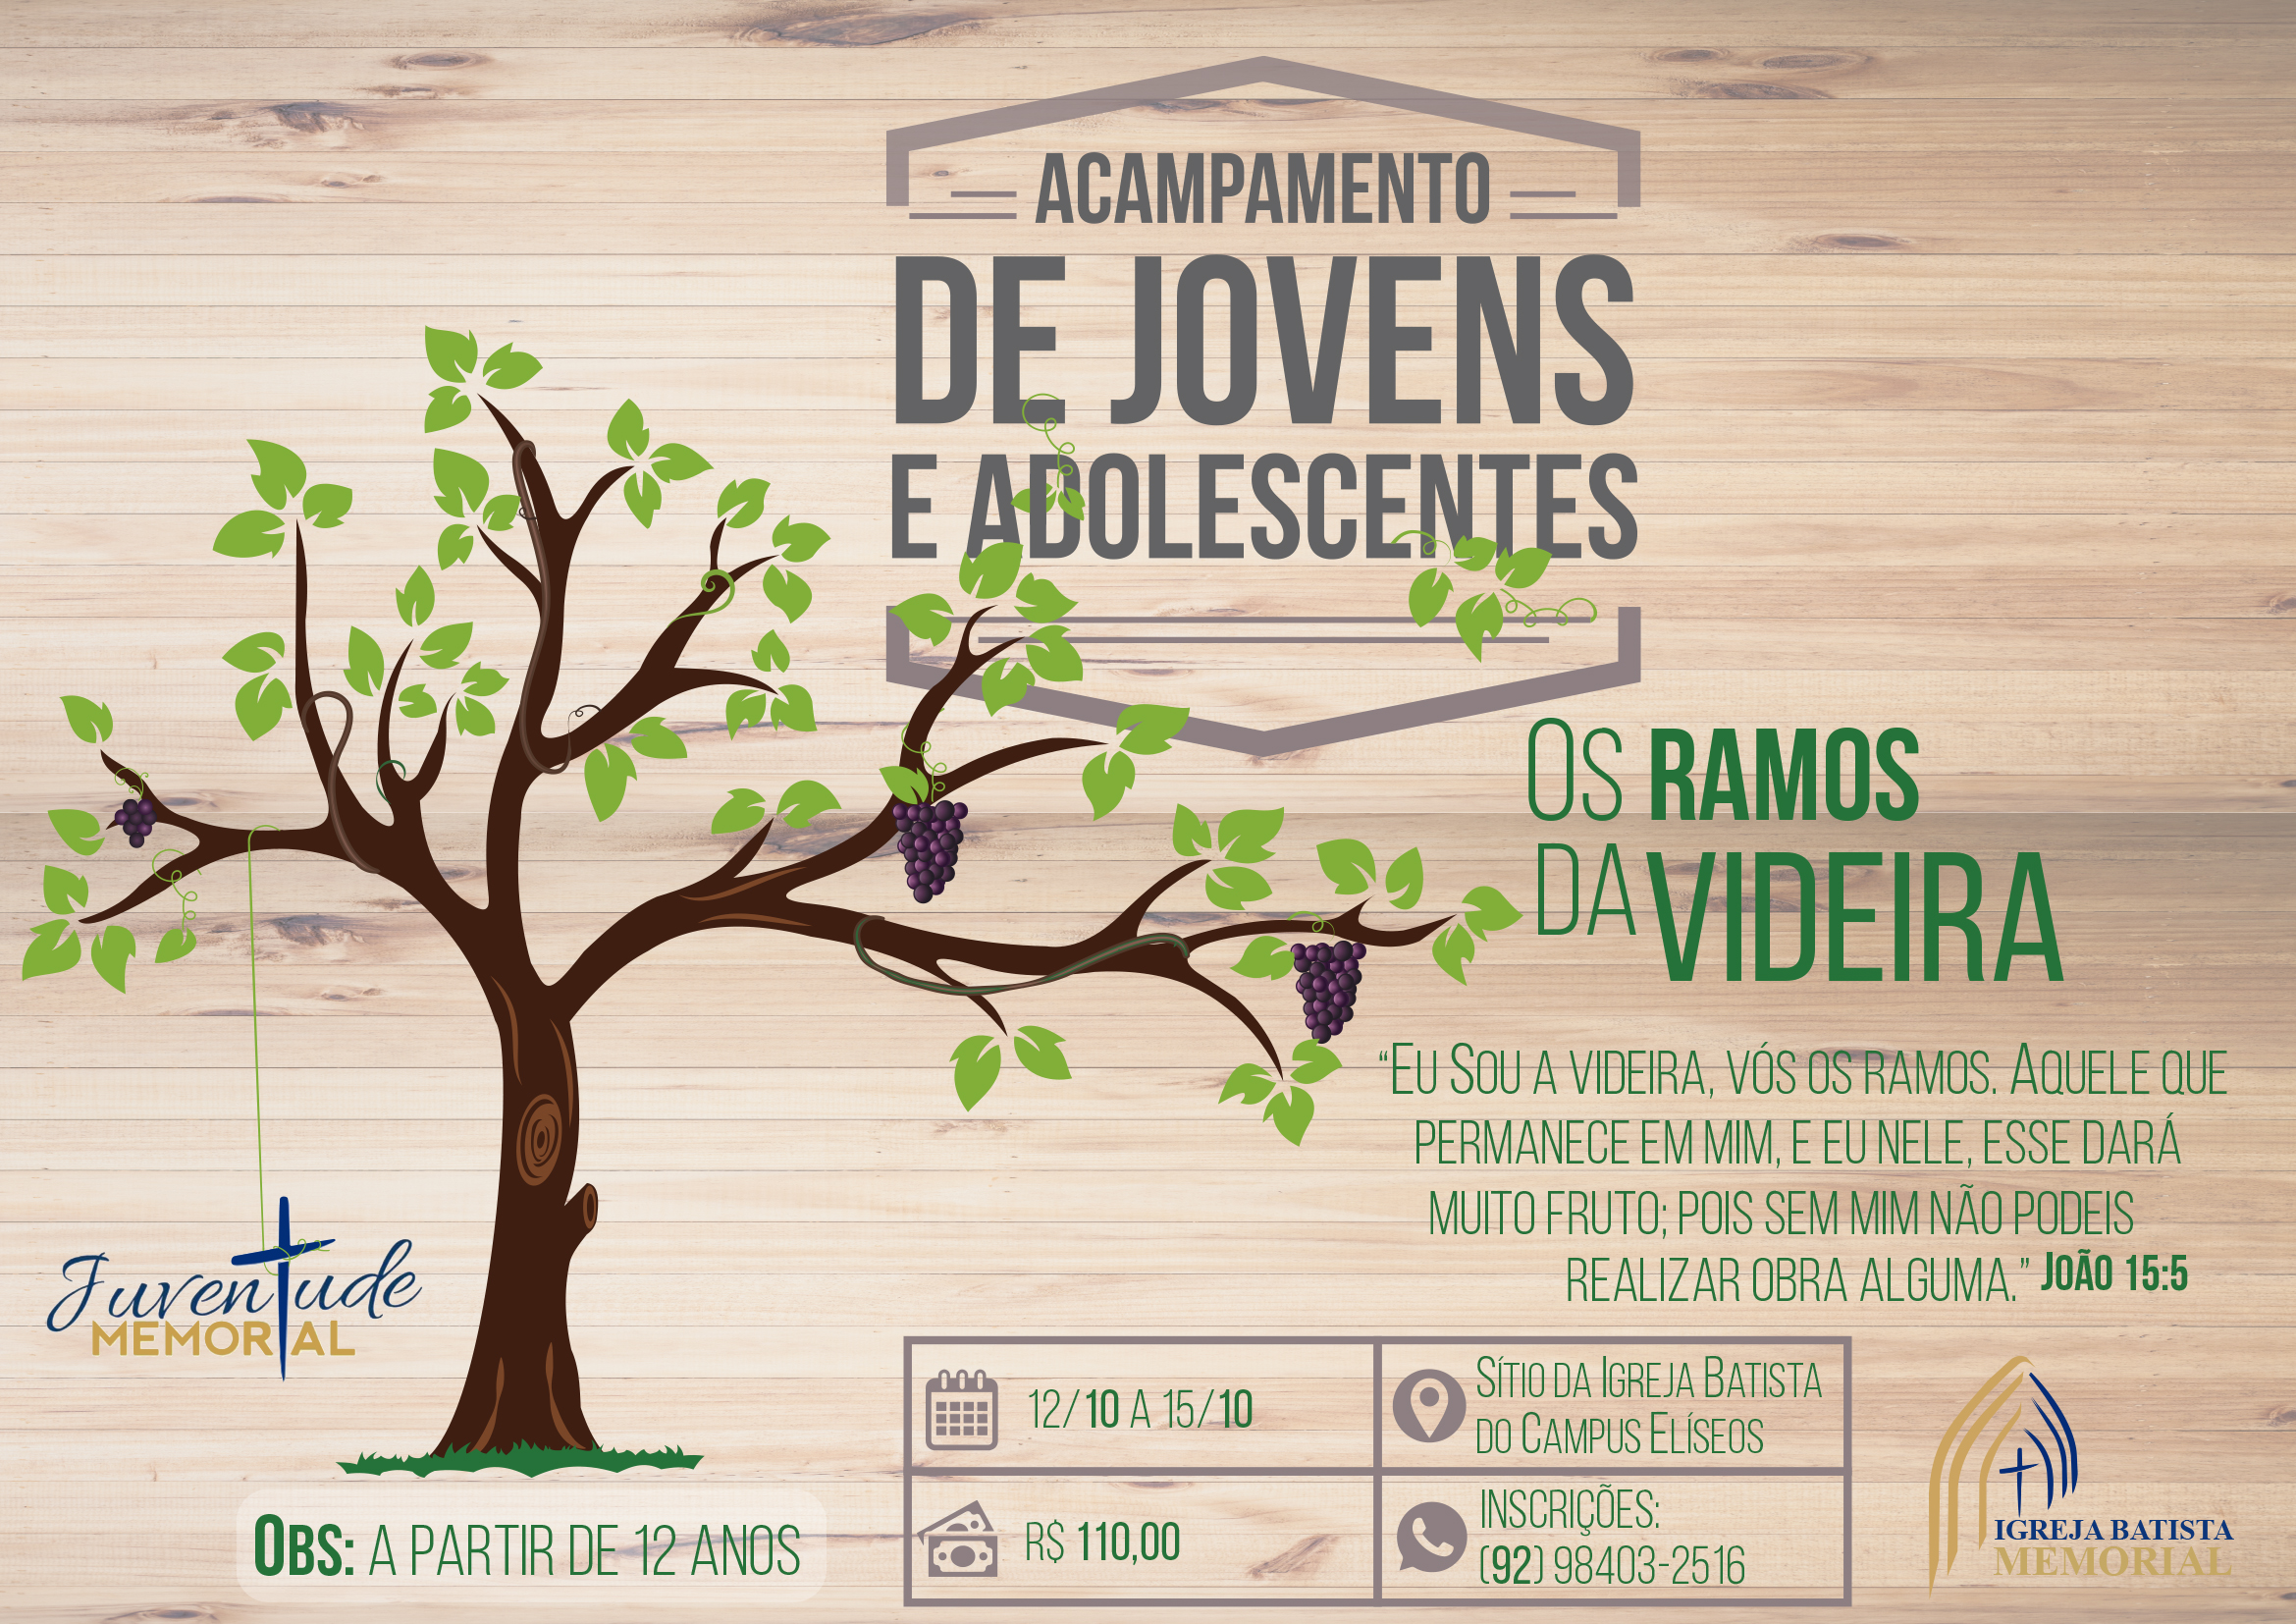 ACAMPAMENTO
DE JOVENS
E ADOLESCENTES
OS RAMOS
DA VIDEIRA
“EU SOU A VIDEIRA, VÓS OS RAMOS. AQUELE QUE
PERMANECE EM MIM, E EU NELE, ESSE DARÁ
MUITO FRUTO; POIS SEM MIM NÃO PODEIS
REALIZAR OBRA ALGUMA.” JOÃO 15:5
Juventude
MEMORIAL
OBS: A PARTIR DE 12 ANOS
12/10 A 15/10
SÍTIO DA IGREJA BATISTA
DO CAMPUS ELÍSEOS
R$ 110,00
INSCRIÇÕES:
(92) 98403-2516
IGREJA BATISTA
MEMORIAL